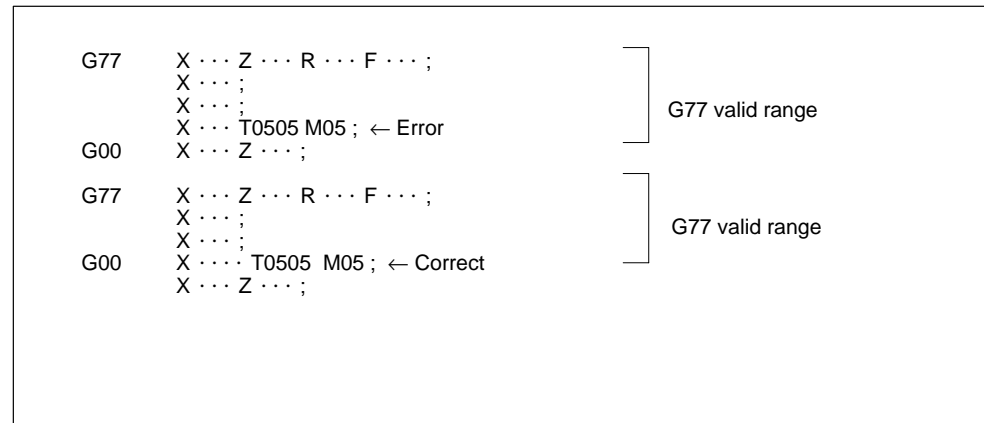 G77 X ··· Z ··· R ··· F ··· ;
X ··· ;
X ··· ;
X ··· T0505 M05 ; ← Error
G00 X ··· Z ··· ;
G77 valid range
G77 X ··· Z ··· R ··· F ··· ;
X ··· ;
X ··· ;
G00 X ···· T0505 M05 ; ← Correct
X ··· Z ··· ;
G77 valid range